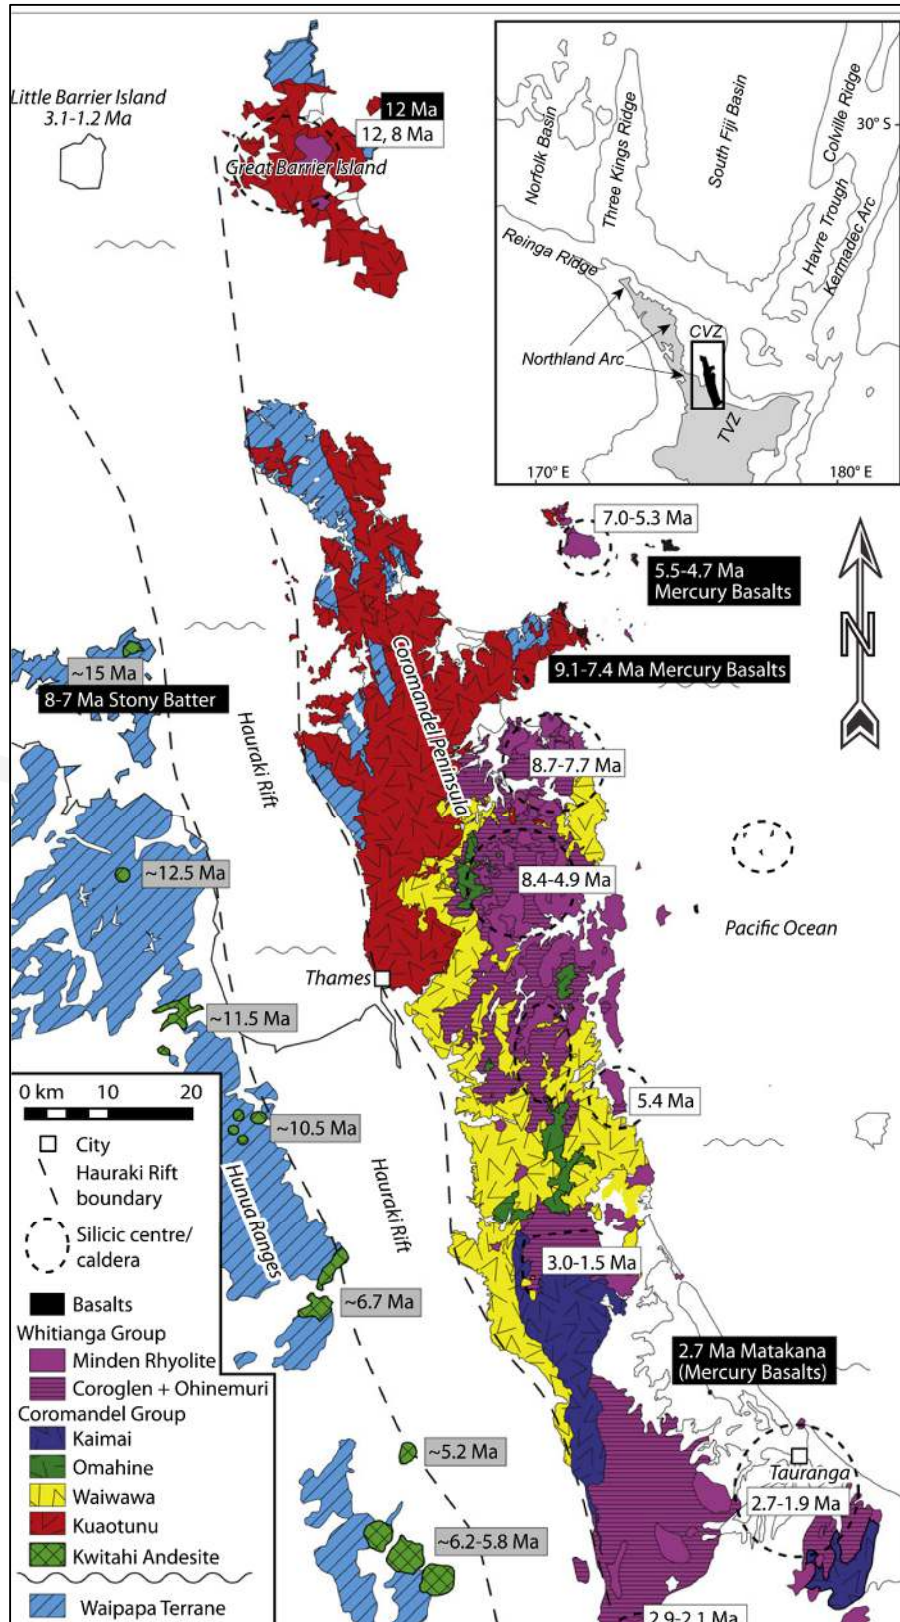 Little Barrier Island
3.1-1.2 Ma
12 Ma
12, 8 Ma
Great Barrier Island
Norfolk Basin
Three Kings Ridge
South Fiji Basin
Colville Ridge
30° S
Havre Trough
Kermadec Arc
Reinga Ridge
Northland Arc
CVZ
TVZ
170° E
180° E
7.0-5.3 Ma
5.5-4.7 Ma
Mercury Basalts
N
~15 Ma
8-7 Ma Stony Batter
9.1-7.4 Ma Mercury Basalts
Coromandel Peninsula
Hauraki Rift
8.7-7.7 Ma
~12.5 Ma
8.4-4.9 Ma
Pacific Ocean
Thames
~11.5 Ma
5.4 Ma
~10.5 Ma
Hunua Ranges
Hauraki Rift
3.0-1.5 Ma
~6.7 Ma
2.7 Ma Matakana
(Mercury Basalts)
~5.2 Ma
Tauranga
2.7-1.9 Ma
~6.2-5.8 Ma
2.9-2.1 Ma
0 km 10 20
City
Hauraki Rift
boundary
Silicic centre/
caldera
Basalts
Whitianga Group
Minden Rhyolite
Coroglen + Ohinemuri
Coromandel Group
Kaimai
Omahine
Waiwawa
Kuaotunu
Kwitahi Andesite
Waipapa Terrane